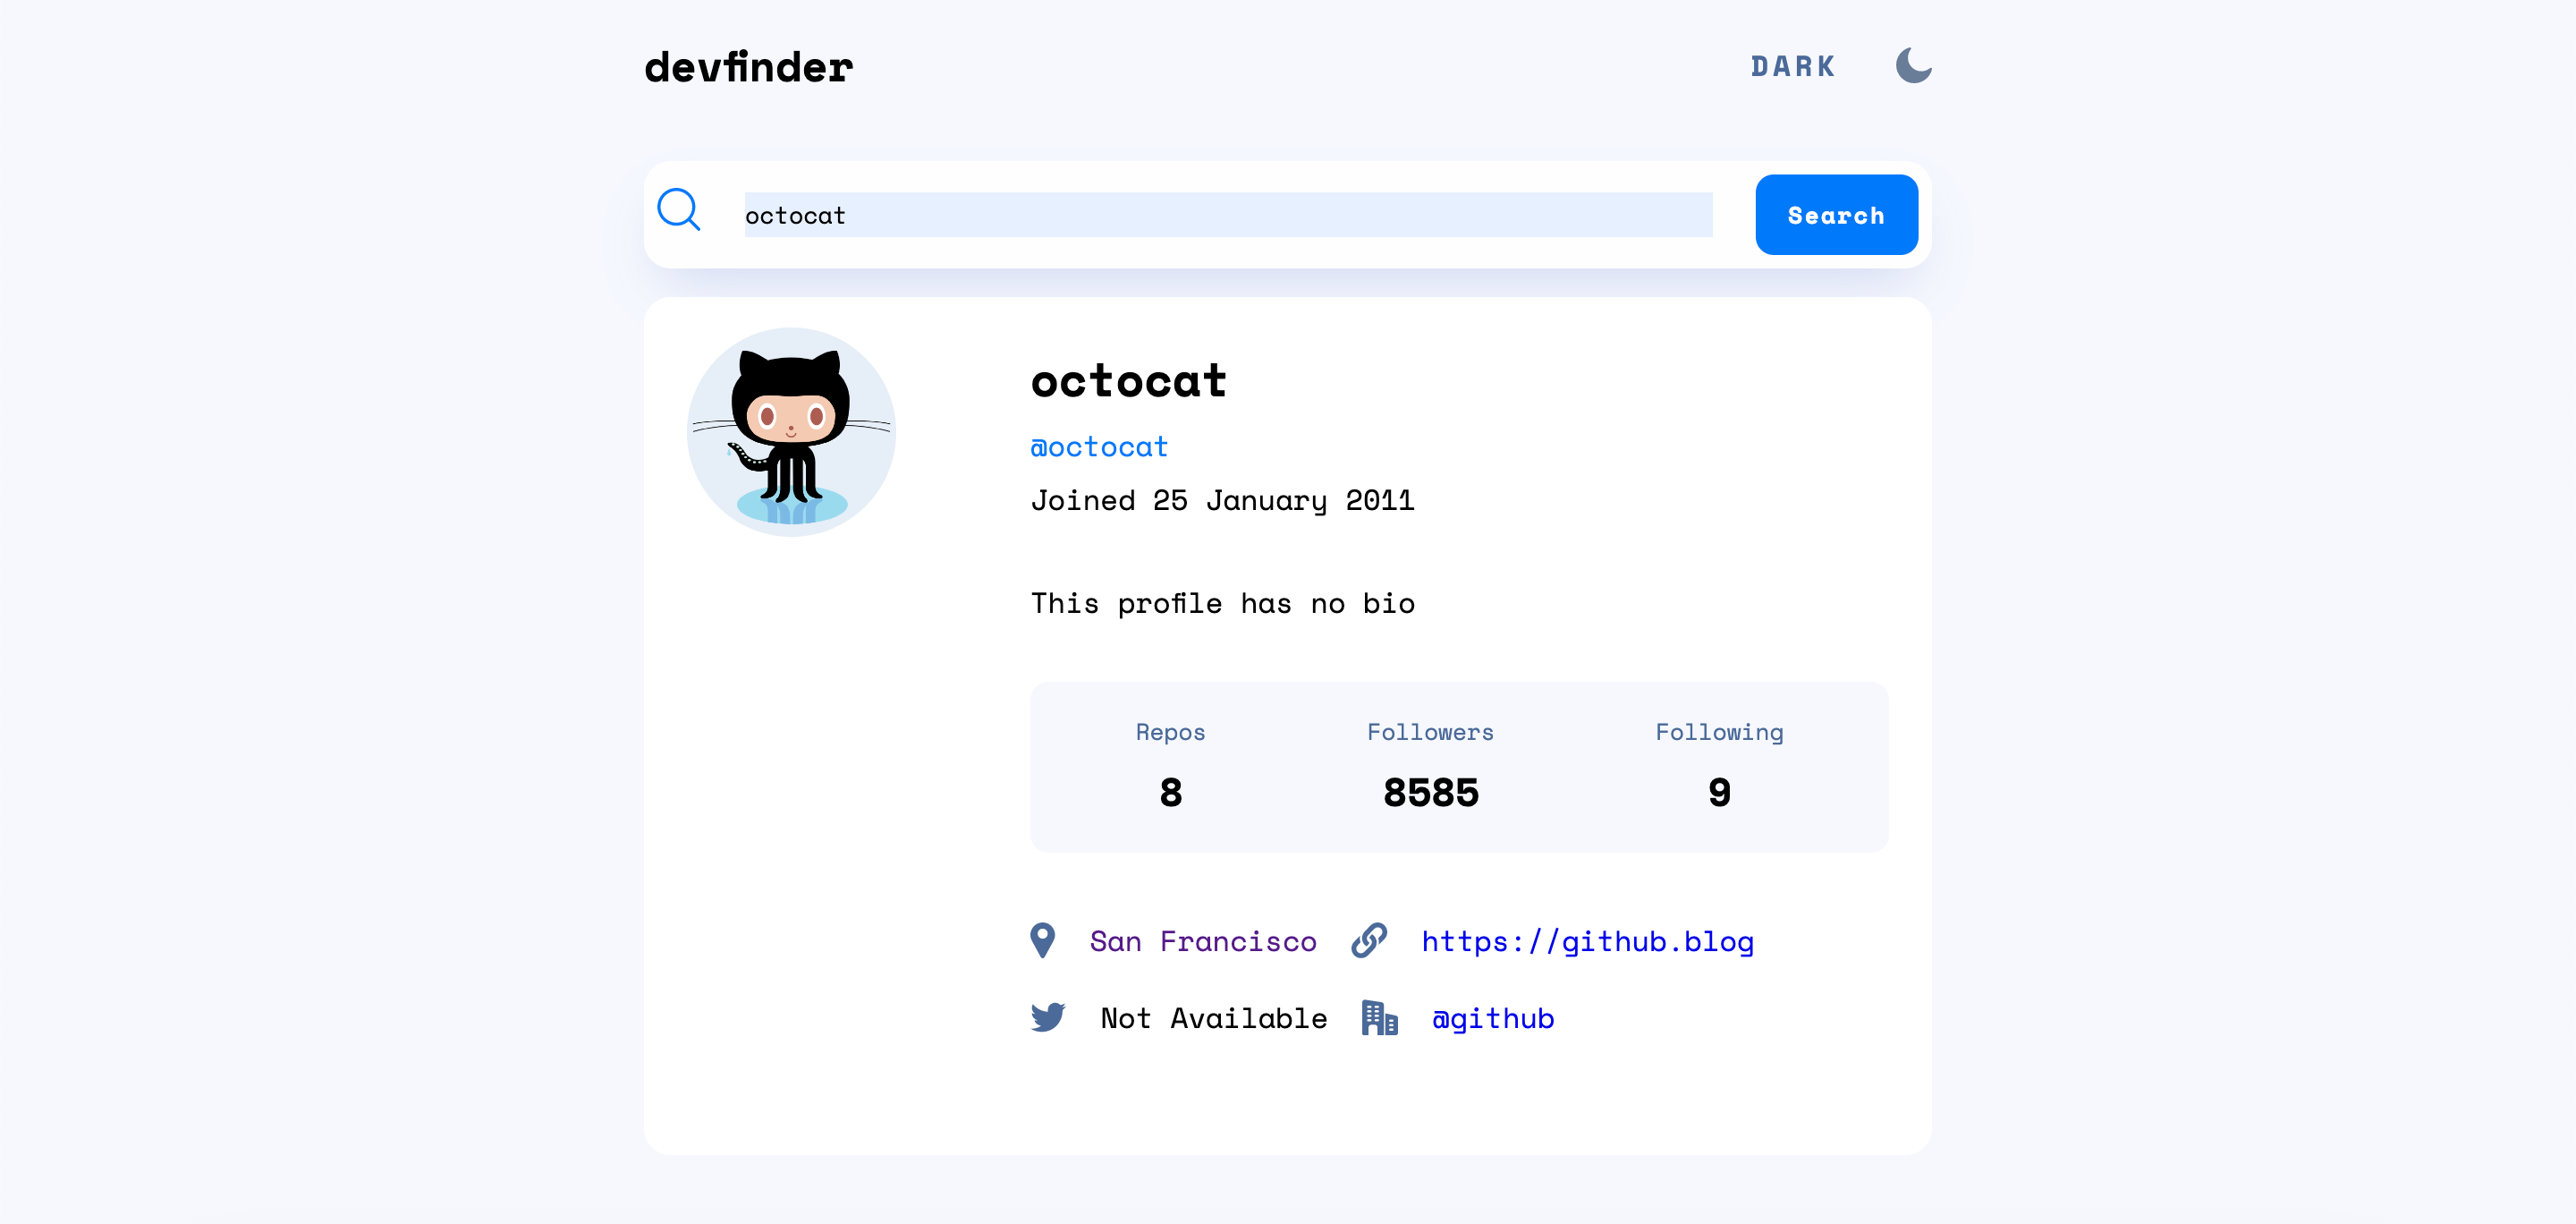 devfinder
DARK
octocat
Search
octocat
@octocat
Joined 25 January 2011
This profile has no bio
Repos Followers Following
8 8585 9
San Francisco https://github.blog
Not Available @github